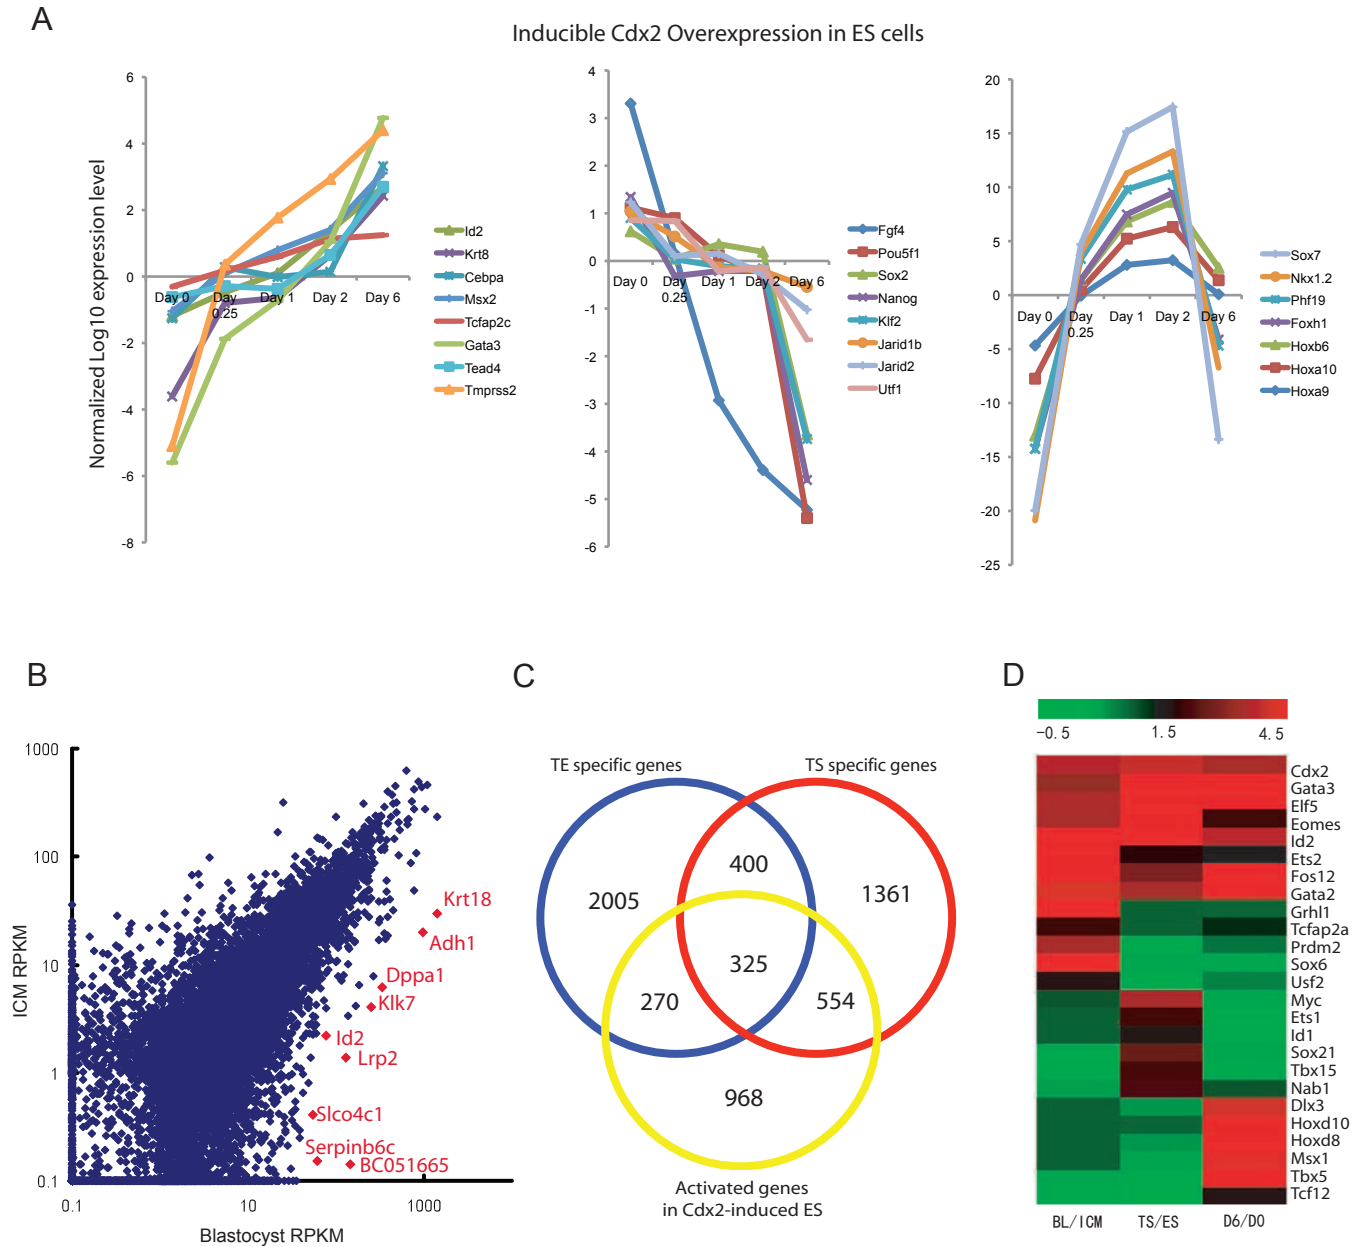 A
Inducible Cdx2 Overexpression in ES cells
Normalized Log10 expression level
6
4
2
0
-2
-4
-6
-8
Day 0
Day
0.25
Day 1
Day 2
Day 6
Id2
Krt8
Cebpa
Msx2
Tcfap2c
Gata3
Tead4
Tmprss2
4
3
2
1
0
-1
-2
-3
-4
-5
-6
Day 0
Day
0.25
Day 1
Day 2
Day 6
Fgf4
Pou5f1
Sox2
Nanog
Klf2
Jarid1b
Jarid2
Utf1
20
15
10
5
0
-5
-10
-15
-20
-25
Day 0
Day
0.25
Day 1
Day 2
Day 6
Sox7
Nkx1.2
Phf19
Foxh1
Hoxb6
Hoxa10
Hoxa9
B
ICM RPKM
1000
100
10
1
0.1
0.1
10
1000
Blastocyst RPKM
Krt18
Adh1
Dppa1
Klk7
Id2
Lrp2
Slco4c1
Serpinb6c
BC051665
C
TE specific genes
TS specific genes
400
2005
1361
325
270
554
968
Activated genes
in Cdx2-induced ES
D
-0.5
1.5
4.5
Cdx2
Gata3
Elf5
Eomes
Id2
Ets2
Fos12
Gata2
Grhl1
Tcfap2a
Prdm2
Sox6
Usf2
Myc
Ets1
Id1
Sox21
Tbx15
Nab1
Dlx3
Hoxd10
Hoxd8
Msx1
Tbx5
Tcf12
BL/ICM
TS/ES
D6/D0